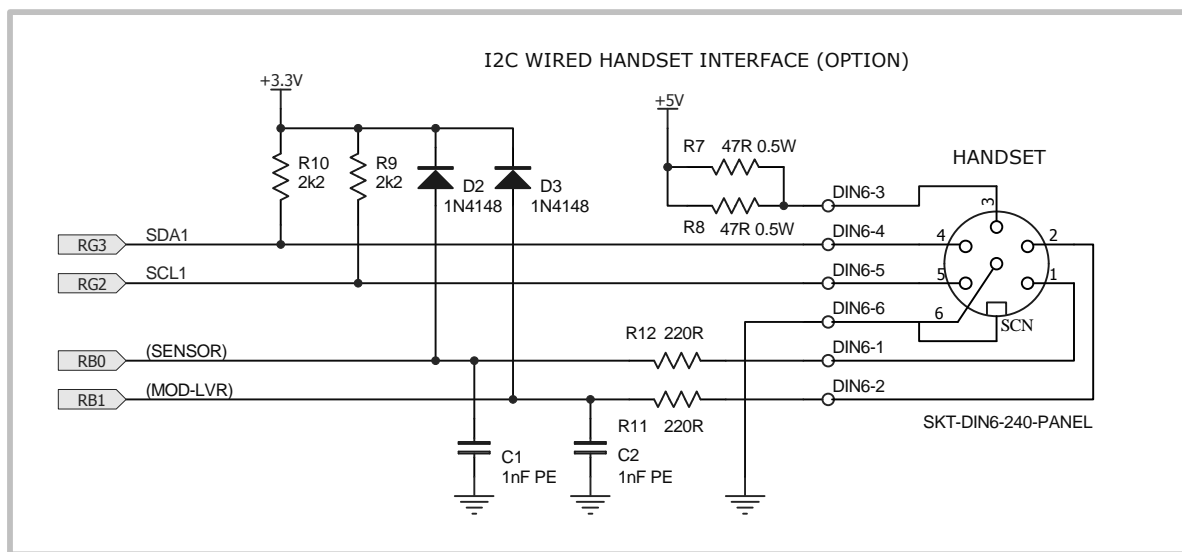 I2C WIRED HANDSET INTERFACE (OPTION)
+3.3V
+5V
R10
2k2
R9
2k2
D2
1N4148
D3
1N4148
R7 47R 0.5W
R8 47R 0.5W
HANDSET
DIN6-3
3
RG3 SDA1
DIN6-4
4
2
RG2 SCL1
DIN6-5
5
1
DIN6-6
6
SCN
RB0 (SENSOR)
R12 220R
DIN6-1
RB1 (MOD-LVR)
R11 220R
DIN6-2
SKT-DIN6-240-PANEL
C1
1nF PE
C2
1nF PE